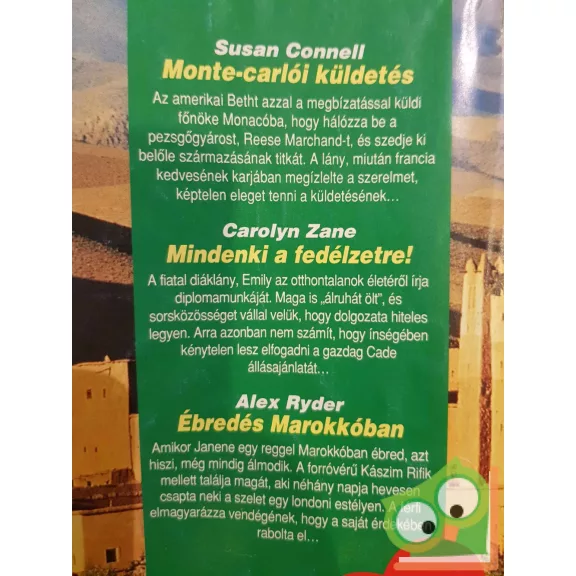 Susan Connell
Monte-carlói küldetés
Az amerikai Betht azzal a megbízatással küldi
főnöke Monacóba, hogy hálózza be a
pezsgőgyárost, Reese Marchand-t, és szedje ki
belőle származásának titkát. A lány, miután francia
kedvesének karjában megízlelte a szerelmet,
képtelen eleget tenni a küldetésének...
Carolyn Zane
Mindenki a fedélzetre!
A fiatal diáklány, Emily az otthontalanok életéről írja
diplomamunkáját. Maga is „álruhát ölt”, és
sorsközösséget vállal velük, hogy dolgozata hiteles
legyen. Arra azonban nem számít, hogy ínségében
kénytelen lesz elfogadni a gazdag Cade
állásajánlatát...
Alex Ryder
Ébredés Marokkóban
Amikor Janene egy reggel Marokkóban ébred, azt
hiszi, még mindig álmodik. A forróvérű Kászim Rifik
mellett találja magát, aki néhány napja hevesen
csapta neki a szelet egy londoni estélyen. A férfi
elmagyarázza vendégének, hogy a saját érdekében
rabolta el...